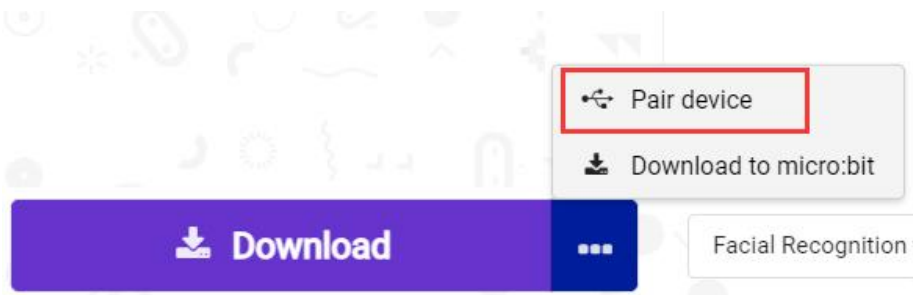 Pair device
Download to micro:bit
Download
Facial Recognition